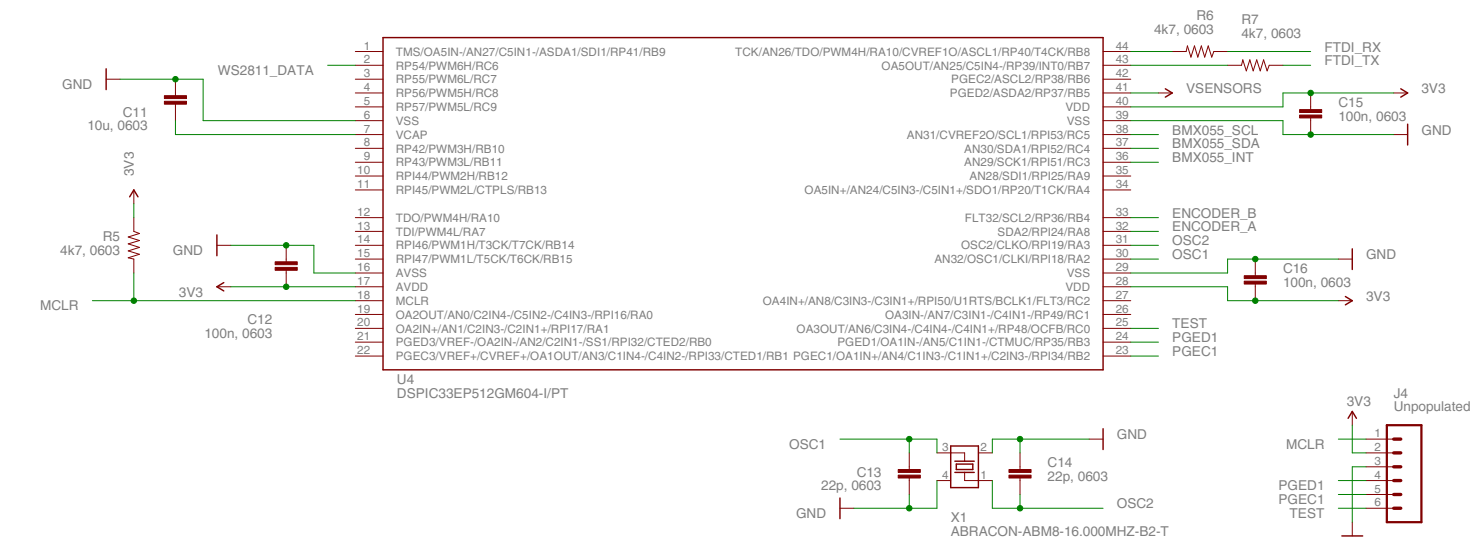 R6
4k7, 0603
R7
4k7, 0603
FTDI_RX
FTDI_TX
WS2811_DATA
GND
C11
10u, 0603
3V3
R5
4k7, 0603
GND
3V3
MCLR
C12
100n, 0603
1 TMS/OA5IN-/AN27/C5IN1-/ASDA1/SDI1/RP41/RB9
2 RP54/PWM6H/RC6
3 RP55/PWM6L/RC7
4 RP56/PWM5H/RC8
5 RP57/PWM5L/RC9
6 VSS
7 VCAP
8 RP42/PWM3H/RB10
9 RP43/PWM3L/RB11
10 RPI44/PWM2H/RB12
11 RPI45/PWM2L/CTPLS/RB13
12 TDO/PWM4H/RA10
13 TDI/PWM4L/RA7
14 RPI46/PWM1H/T3CK/T7CK/RB14
15 RPI47/PWM1L/T5CK/T6CK/RB15
16 AVSS
17 AVDD
18 MCLR
19 OA2OUT/AN0/C2IN4-/C5IN2-/C4IN3-/RPI16/RA0
20 OA2IN+/AN1/C2IN3-/C2IN1+/RPI17/RA1
21 PGED3/VREF-/OA2IN-/AN2/C2IN1-/SS1/RPI32/CTED2/RB0
22 PGEC3/VREF+/CVREF+/OA1OUT/AN3/C1IN4-/C4IN2-/RPI33/CTED1/RB1
TCK/AN26/TDO/PWM4H/RA10/CVREF1O/ASCL1/RP40/T4CK/RB8 44
OA5OUT/AN25/C5IN4-/RP39/INT0/RB7 43
PGEC2/ASCL2/RP38/RB6 42
PGED2/ASDA2/RP37/RB5 41
VDD 40
VSS 39
AN31/CVREF2O/SCL1/RPI53/RC5 38
AN30/SDA1/RPI52/RC4 37
AN29/SCK1/RPI51/RC3 36
AN28/SDI1/RPI25/RA9 35
OA5IN+/AN24/C5IN3-/C5IN1+/SDO1/RP20/T1CK/RA4 34
FLT32/SCL2/RP36/RB4 33
SDA2/RPI24/RA8 32
OSC2/CLKO/RPI19/RA3 31
AN32/OSC1/CLKI/RPI18/RA2 30
VSS 29
VDD 28
OA4IN+/AN8/C3IN3-/C3IN1+/RPI50/U1RTS/BCLK1/FLT3/RC2 27
OA3IN-/AN7/C3IN1-/C4IN1-/RP49/RC1 26
OA3OUT/AN6/C3IN4-/C4IN4-/C4IN1+/RP48/OCFB/RC0 25
PGED1/OA1IN-/AN5/C1IN1-/CTMUC/RP35/RB3 24
PGEC1/OA1IN+/AN4/C1IN3-/C1IN1+/C2IN3-/RPI34/RB2 23
VSENSORS
C15
100n, 0603
3V3
GND
BMX055_SCL
BMX055_SDA
BMX055_INT
ENCODER_B
ENCODER_A
OSC2
OSC1
C16
100n, 0603
GND
3V3
TEST
PGED1
PGEC1
U4
DSPIC33EP512GM604-I/PT
OSC1
C13
22p, 0603
GND
3
4
2
1
X1
ABRACON-ABM8-16.000MHZ-B2-T
C14
22p, 0603
GND
OSC2
3V3
J4
Unpopulated
MCLR
PGED1
PGEC1
TEST
1
2
3
4
5
6